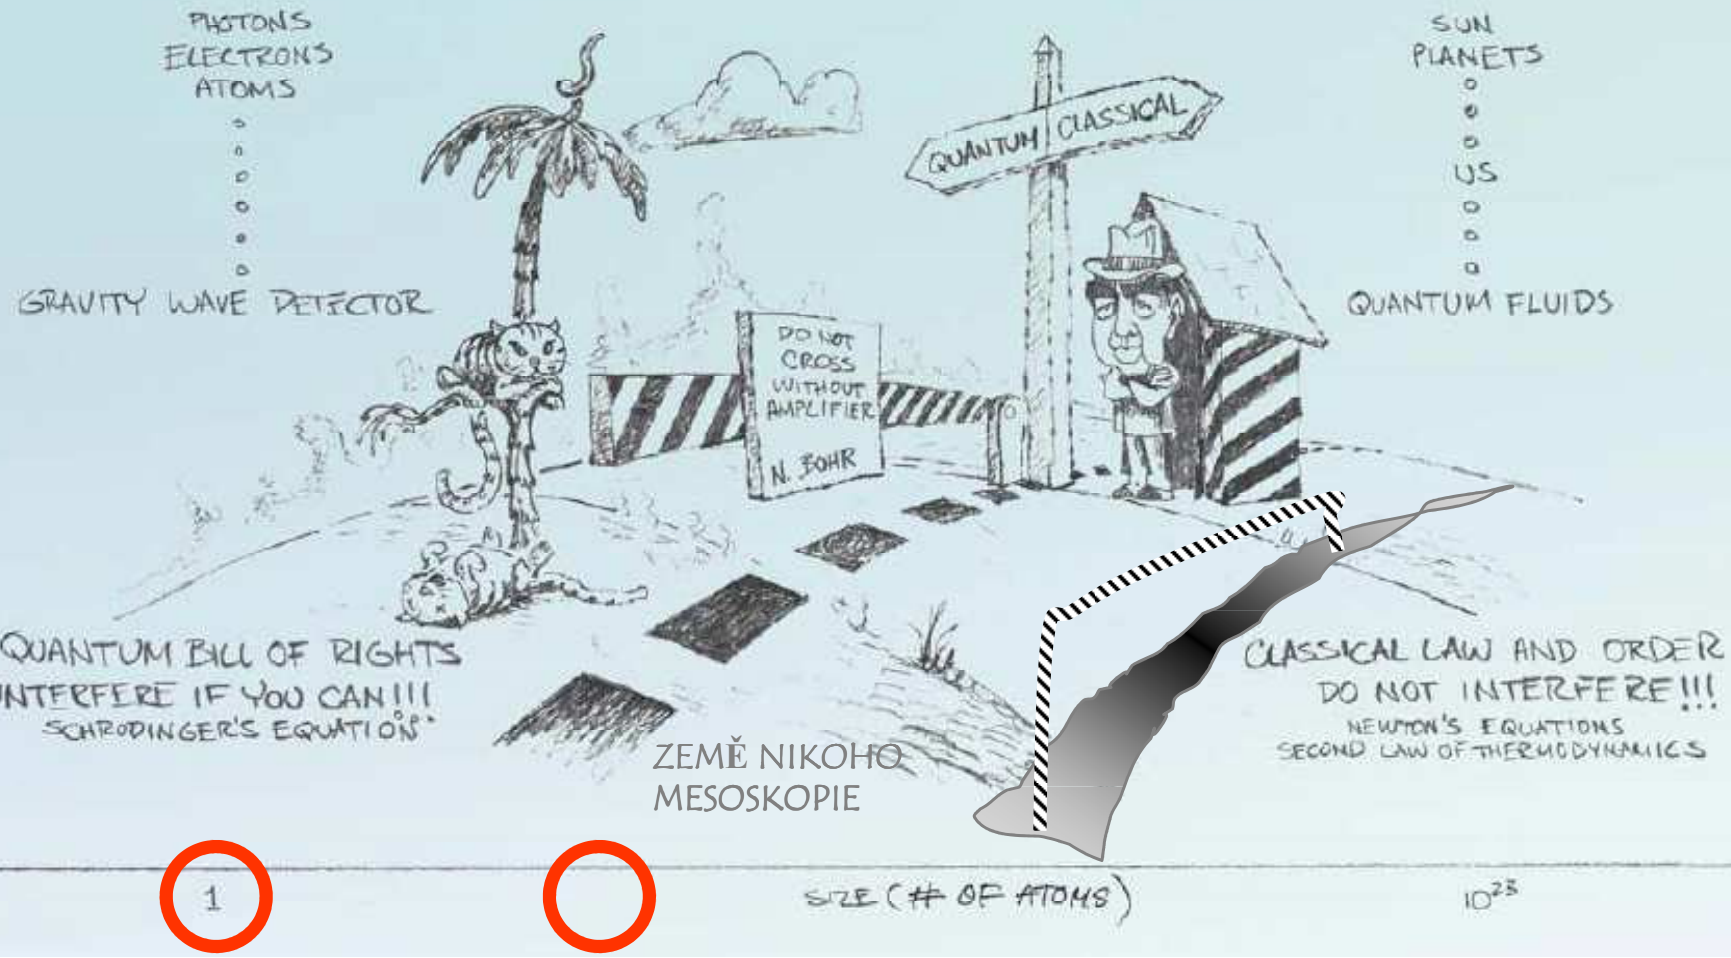 PHOTONS
ELECTRONS
ATOMS
GRAVITY WAVE DETECTOR
SUN
PLANETS
US
QUANTUM FLUIDS
QUANTUM CLASSICAL
DO NOT
CROSS
WITHOUT
AMPLIFIER
N. BOHR
QUANTUM BILL OF RIGHTS
INTERFERE IF YOU CAN!!!
SCHRODINGER'S EQUATION
CLASSICAL LAW AND ORDER
DO NOT INTERFERE!!!
NEWTON'S EQUATIONS
SECOND LAW OF THERMODYNAMICS
ZEMĚ NIKOHO
MESOSKOPIE
1
SIZE (# OF ATOMS)
10²³